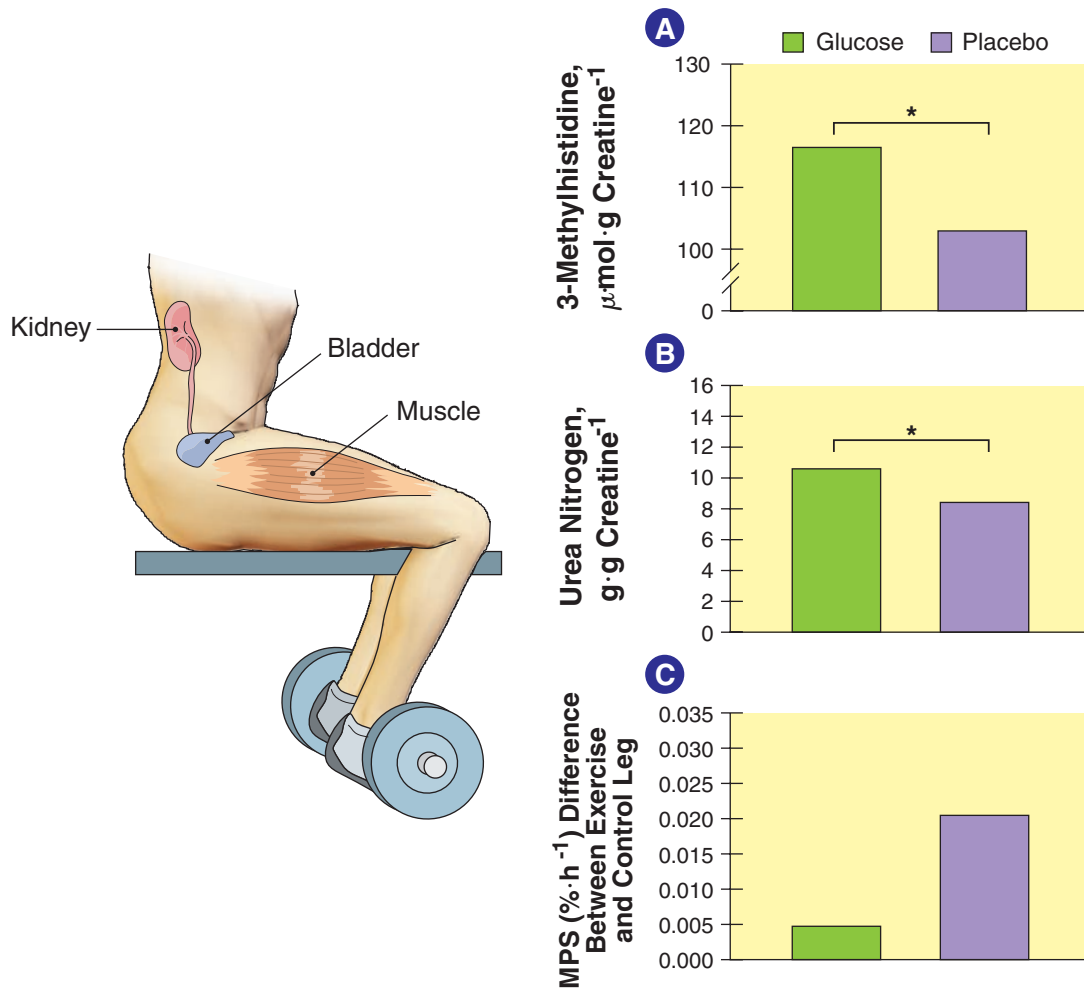 Kidney
Bladder
Muscle
A
Glucose
Placebo
3-Methylhistidine,
μ·mol·g Creatine⁻¹
130
120
110
100
0
*
B
Urea Nitrogen,
g·g Creatine⁻¹
16
14
12
10
8
6
4
2
0
*
C
MPS (%·h⁻¹) Difference
Between Exercise
and Control Leg
0.035
0.030
0.025
0.020
0.015
0.010
0.005
0.000